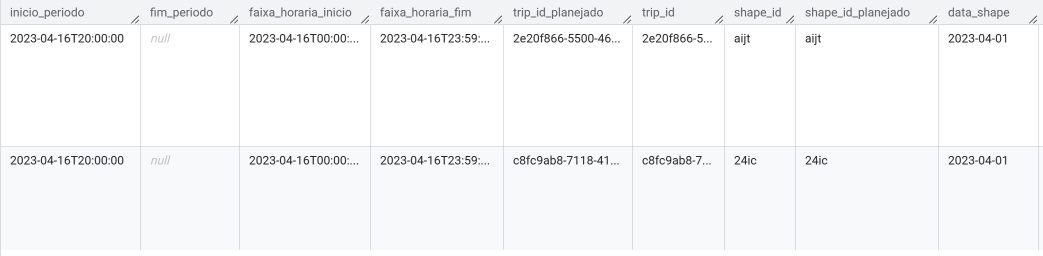 inicio_periodo fim_periodo faixa_horaria_inicio faixa_horaria_fim trip_id_planejado trip_id shape_id shape_id_planejado data_shape
2023-04-16T20:00:00 null 2023-04-16T00:00:... 2023-04-16T23:59:... 2e20f866-5500-46... 2e20f866-5... aijt aijt 2023-04-01
2023-04-16T20:00:00 null 2023-04-16T00:00:... 2023-04-16T23:59:... c8fc9ab8-7118-41... c8fc9ab8-7... 24ic 24ic 2023-04-01